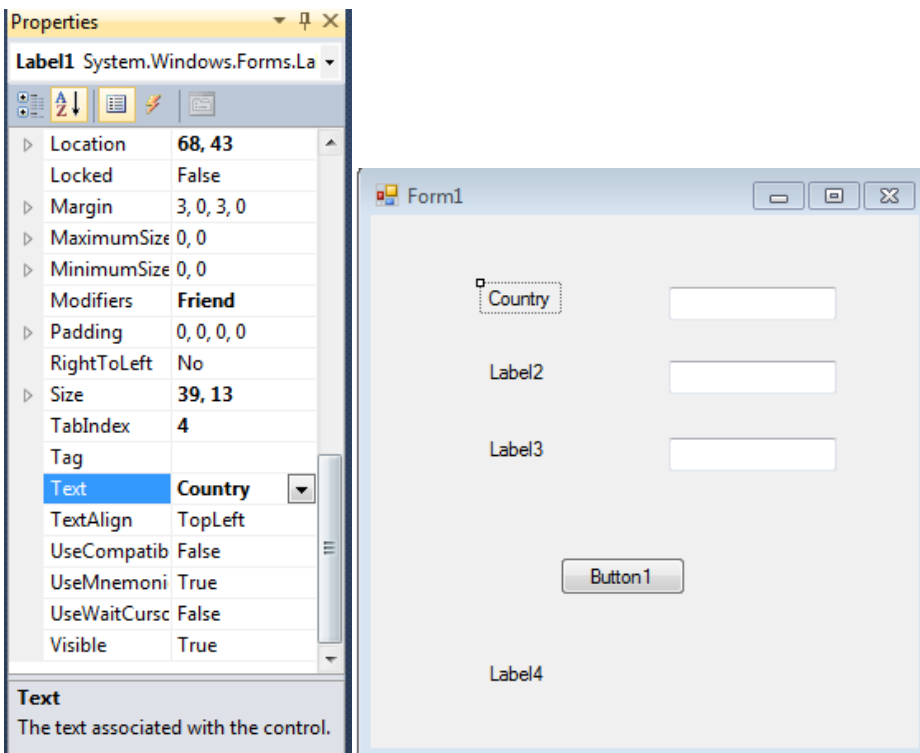 Properties
Label1 System.Windows.Forms.La
Location 68, 43
Locked False
Margin 3, 0, 3, 0
MaximumSize 0, 0
MinimumSize 0, 0
Modifiers Friend
Padding 0, 0, 0, 0
RightToLeft No
Size 39, 13
TabIndex 4
Tag
Text Country
TextAlign TopLeft
UseCompatib False
UseMnemoni True
UseWaitCursc False
Visible True
Text
The text associated with the control.
Form1
Country
Label2
Label3
Button1
Label4